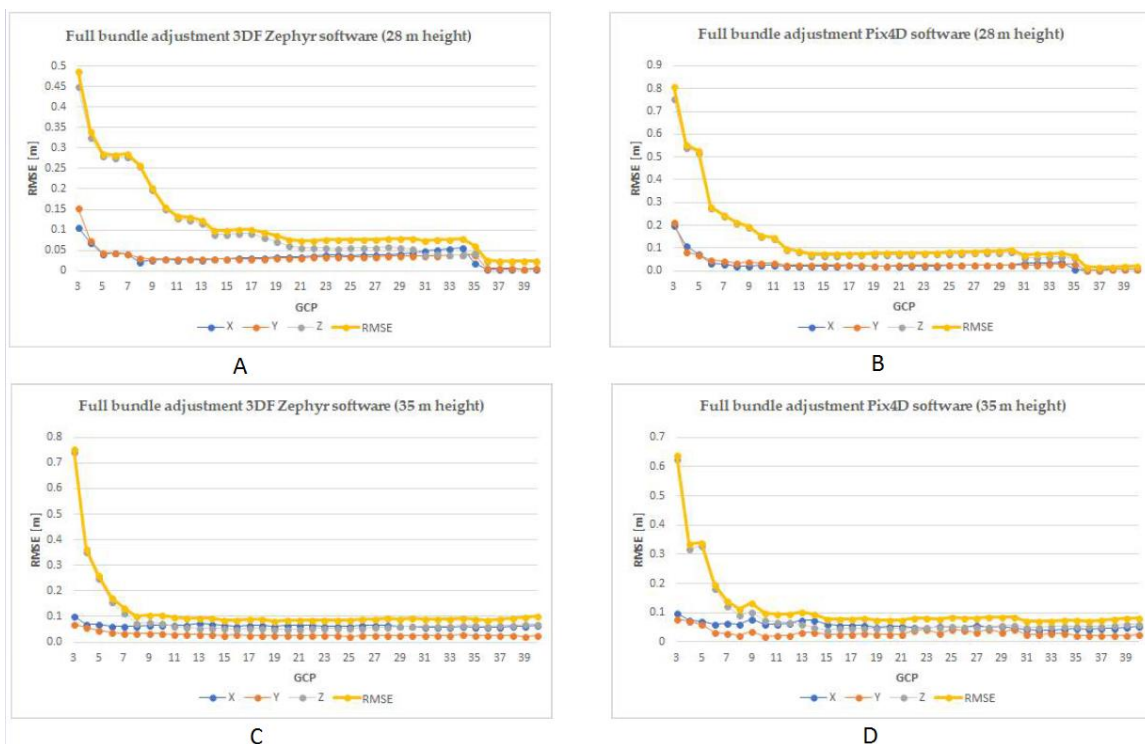 Full bundle adjustment 3DF Zephyr software (28 m height)
0.5
0.45
0.4
0.35
0.3
0.25
0.2
0.15
0.1
0.05
0
RMSE [m]
3 5 7 9 11 13 15 17 19 21 23 25 27 29 31 33 35 37 39
GCP
X Y Z RMSE
A
Full bundle adjustment Pix4D software (28 m height)
0.9
0.8
0.7
0.6
0.5
0.4
0.3
0.2
0.1
0.0
RMSE [m]
3 5 7 9 11 13 15 17 19 21 23 25 27 29 31 33 35 37 39
GCP
X Y Z RMSE
B
Full bundle adjustment 3DF Zephyr software (35 m height)
0.8
0.7
0.6
0.5
0.4
0.3
0.2
0.1
0.0
RMSE [m]
3 5 7 9 11 13 15 17 19 21 23 25 27 29 31 33 35 37 39
GCP
X Y Z RMSE
C
Full bundle adjustment Pix4D software (35 m height)
0.7
0.6
0.5
0.4
0.3
0.2
0.1
0
RMSE [m]
3 5 7 9 11 13 15 17 19 21 23 25 27 29 31 33 35 37 39
GCP
X Y Z RMSE
D